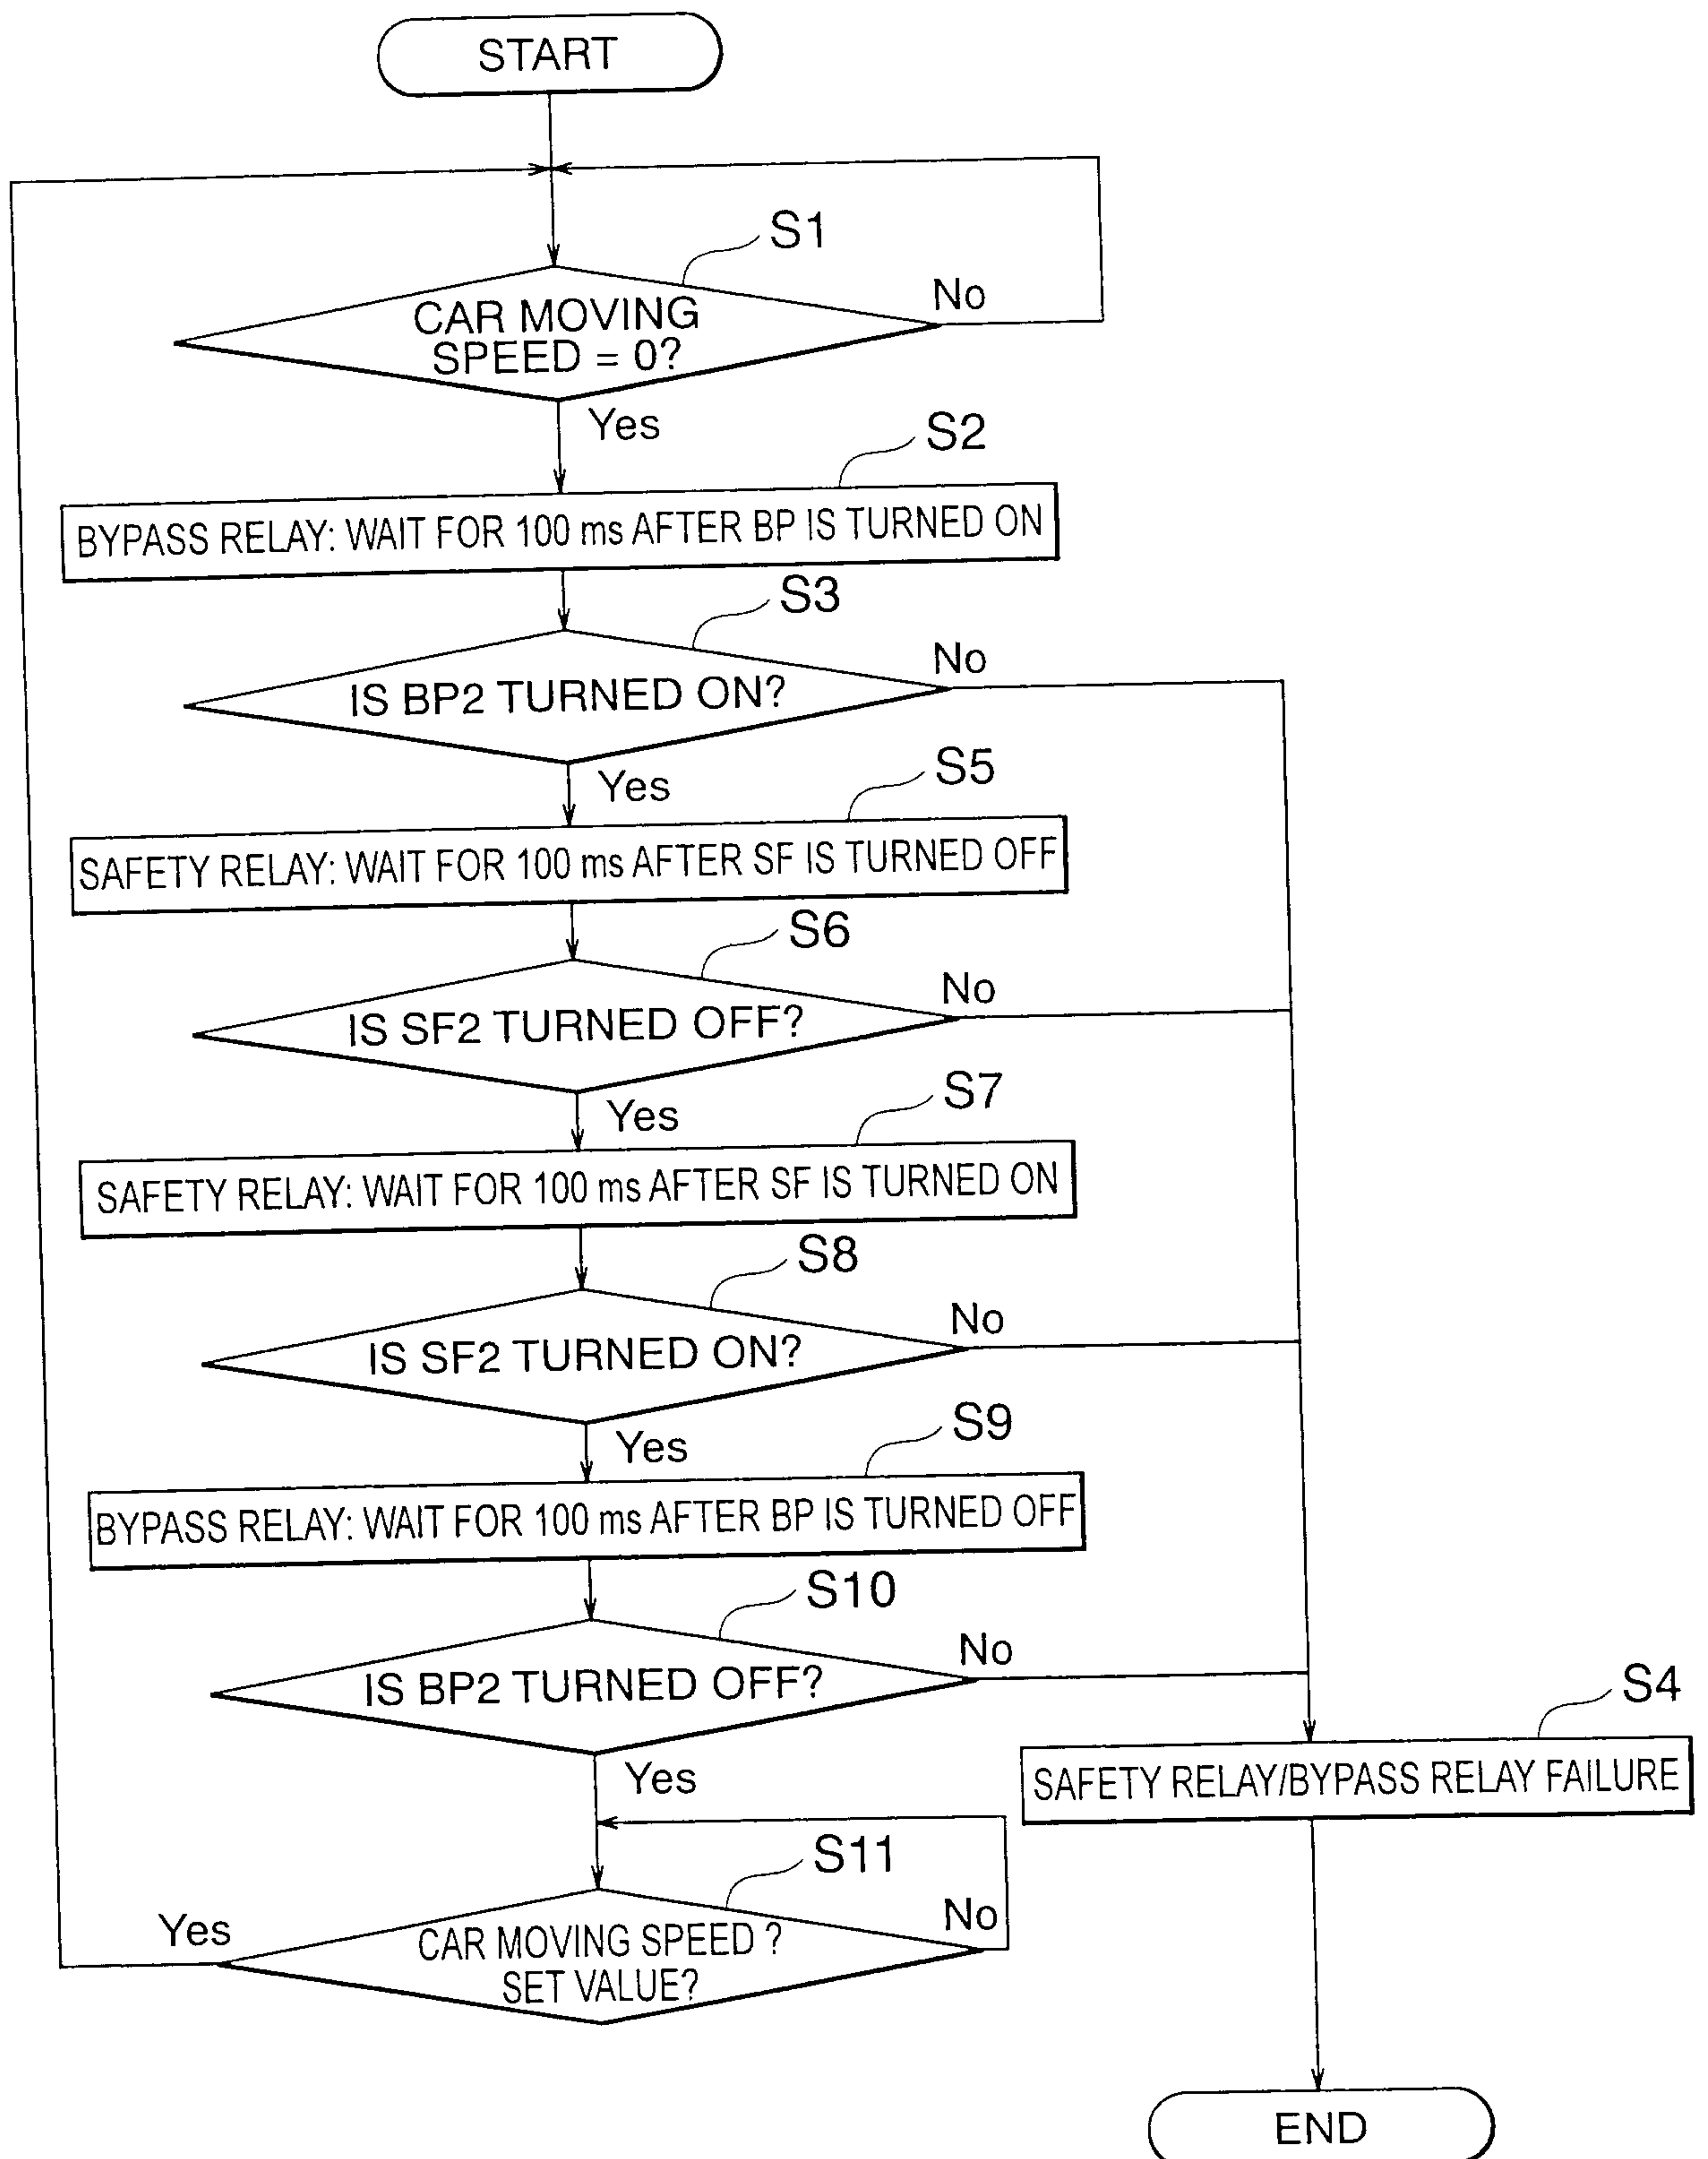 START
S1
CAR MOVING
SPEED = 0?
No
Yes
S2
BYPASS RELAY: WAIT FOR 100 ms AFTER BP IS TURNED ON
S3
IS BP2 TURNED ON?
No
Yes
S5
SAFETY RELAY: WAIT FOR 100 ms AFTER SF IS TURNED OFF
S6
IS SF2 TURNED OFF?
No
Yes
S7
SAFETY RELAY: WAIT FOR 100 ms AFTER SF IS TURNED ON
S8
IS SF2 TURNED ON?
No
Yes
S9
BYPASS RELAY: WAIT FOR 100 ms AFTER BP IS TURNED OFF
S10
IS BP2 TURNED OFF?
No
Yes
S4
SAFETY RELAY/BYPASS RELAY FAILURE
S11
CAR MOVING SPEED ?
SET VALUE?
Yes
No
END